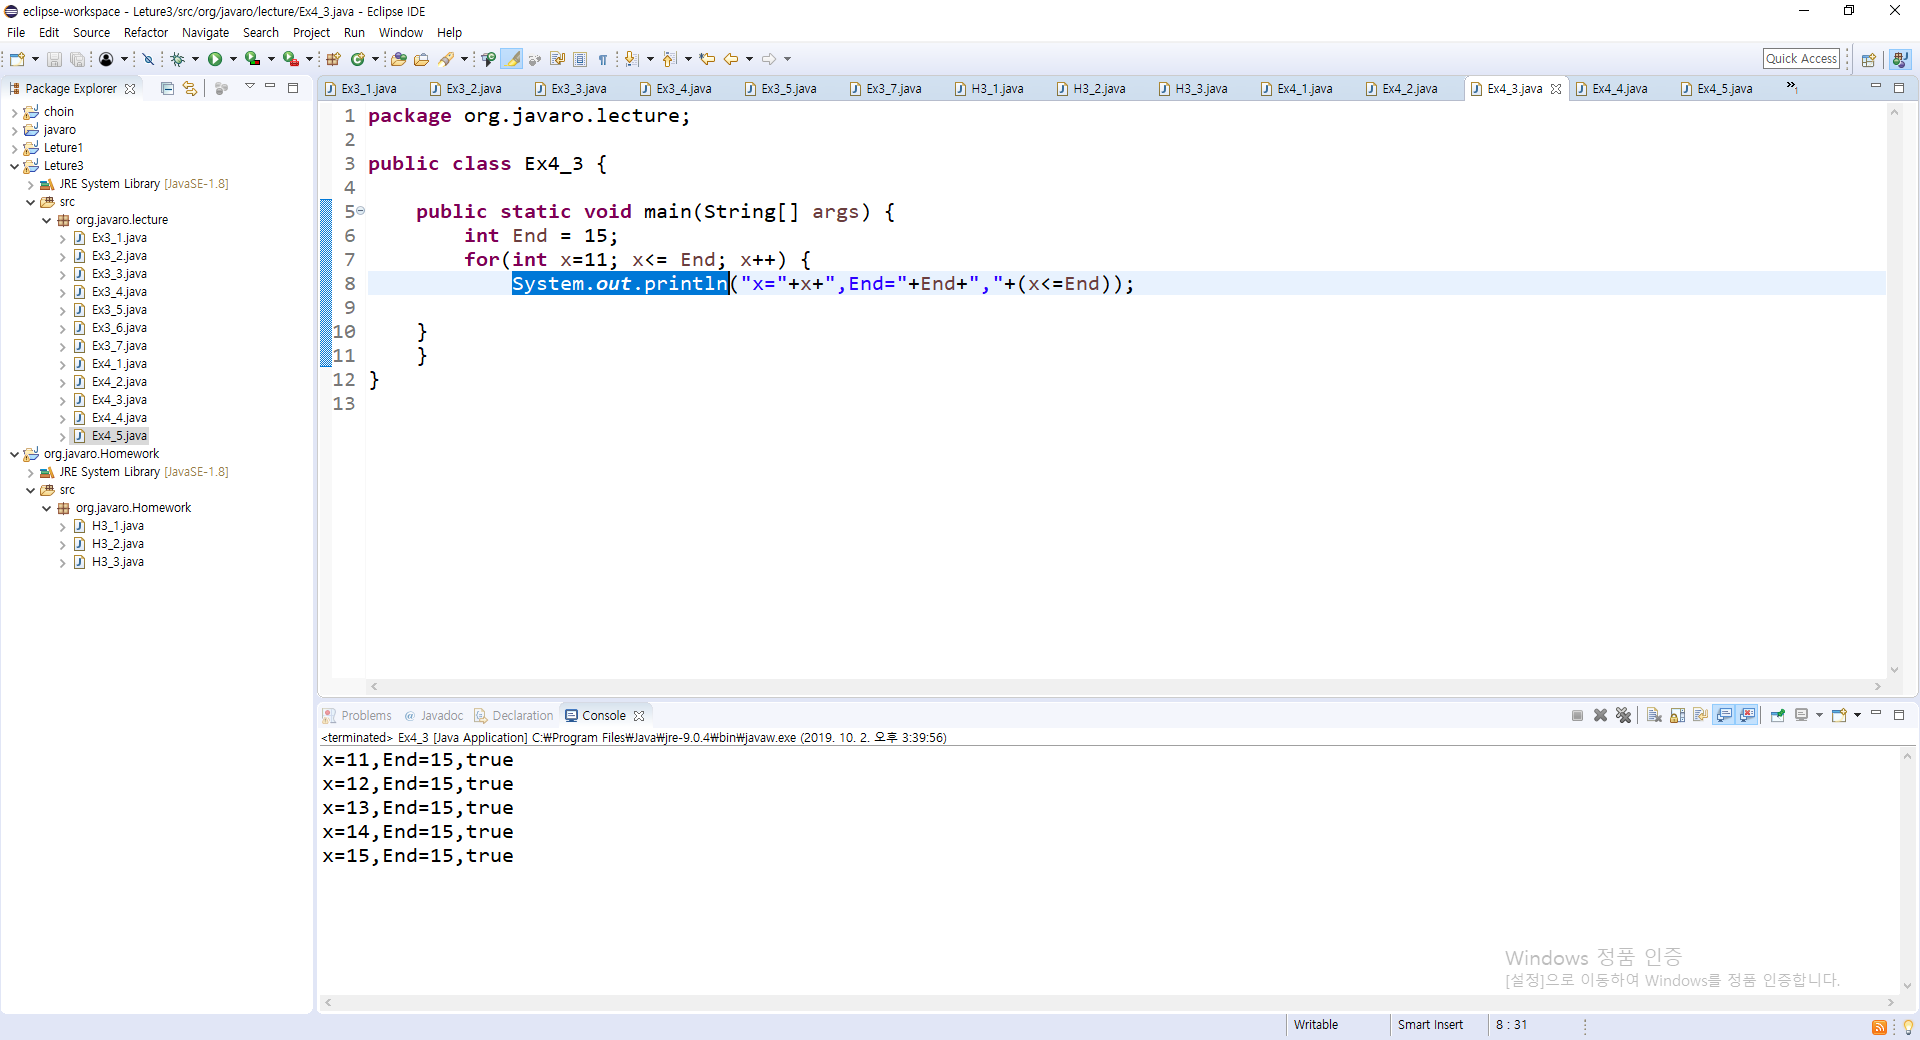 eclipse-workspace - Leture3/src/org/javaro/lecture/Ex4_3.java - Eclipse IDE
File Edit Source Refactor Navigate Search Project Run Window Help
Quick Access
Package Explorer
choin
javaro
Leture1
Leture3
JRE System Library [JavaSE-1.8]
src
org.javaro.lecture
Ex3_1.java
Ex3_2.java
Ex3_3.java
Ex3_4.java
Ex3_5.java
Ex3_6.java
Ex3_7.java
Ex4_1.java
Ex4_2.java
Ex4_3.java
Ex4_4.java
Ex4_5.java
org.javaro.Homework
JRE System Library [JavaSE-1.8]
src
org.javaro.Homework
H3_1.java
H3_2.java
H3_3.java
Ex3_1.java Ex3_2.java Ex3_3.java Ex3_4.java Ex3_5.java Ex3_7.java H3_1.java H3_2.java H3_3.java Ex4_1.java Ex4_2.java Ex4_3.java Ex4_4.java Ex4_5.java »1
1 package org.javaro.lecture;
2
3 public class Ex4_3 {
4
5 public static void main(String[] args) {
6 int End = 15;
7 for(int x=11; x<= End; x++) {
8 System.out.println("x="+x+",End="+End+","+(x<=End));
9
10 }
11 }
12 }
13
Problems @ Javadoc Declaration Console
<terminated> Ex4_3 [Java Application] C:₩Program Files₩Java₩jre-9.0.4₩bin₩javaw.exe (2019. 10. 2. 오후 3:39:56)
x=11,End=15,true
x=12,End=15,true
x=13,End=15,true
x=14,End=15,true
x=15,End=15,true
Windows 정품 인증
[설정]으로 이동하여 Windows를 정품 인증합니다.
Writable Smart Insert 8 : 31